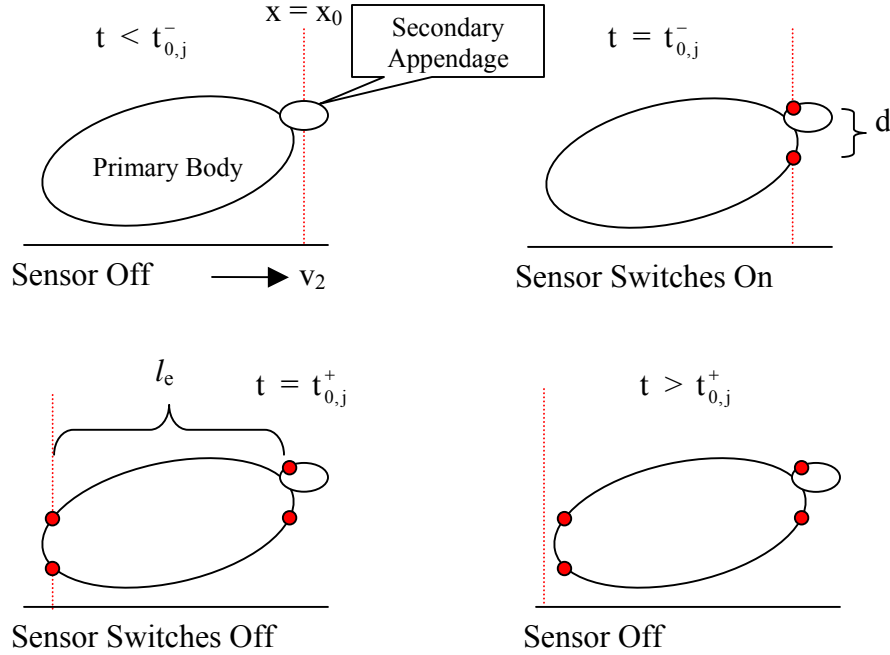 x = x₀
t < t⁻₀,ⱼ
Secondary
Appendage
Primary Body
Sensor Off
v₂
t = t⁻₀,ⱼ
d
Sensor Switches On
lₑ
t = t⁺₀,ⱼ
Sensor Switches Off
t > t⁺₀,ⱼ
Sensor Off